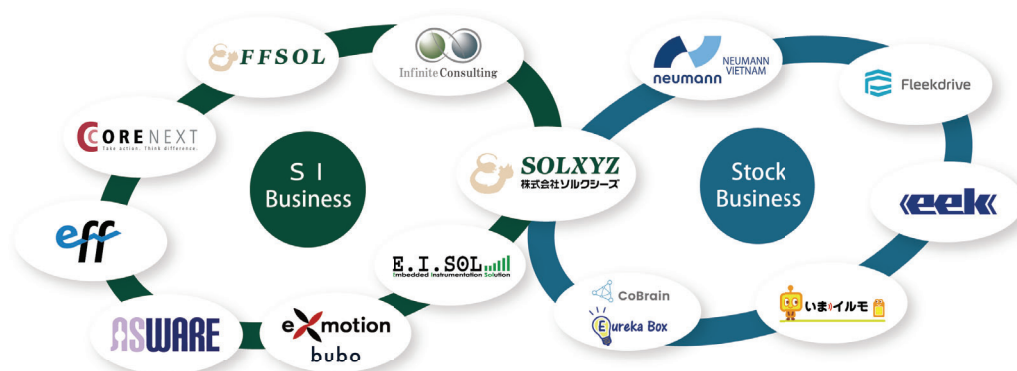 FFSOL
Infinite Consulting
CORENEXT
Take action. Think difference.
S I
Business
eff
ASWARE
eXmotion
bubo
E.I.SOL
Embedded Instrumentation Solution
SOLXYZ
株式会社ソルクシーズ
neumann
NEUMANN
VIETNAM
Fleekdrive
Stock
Business
eek
いまイルモ
CoBrain
Eureka Box